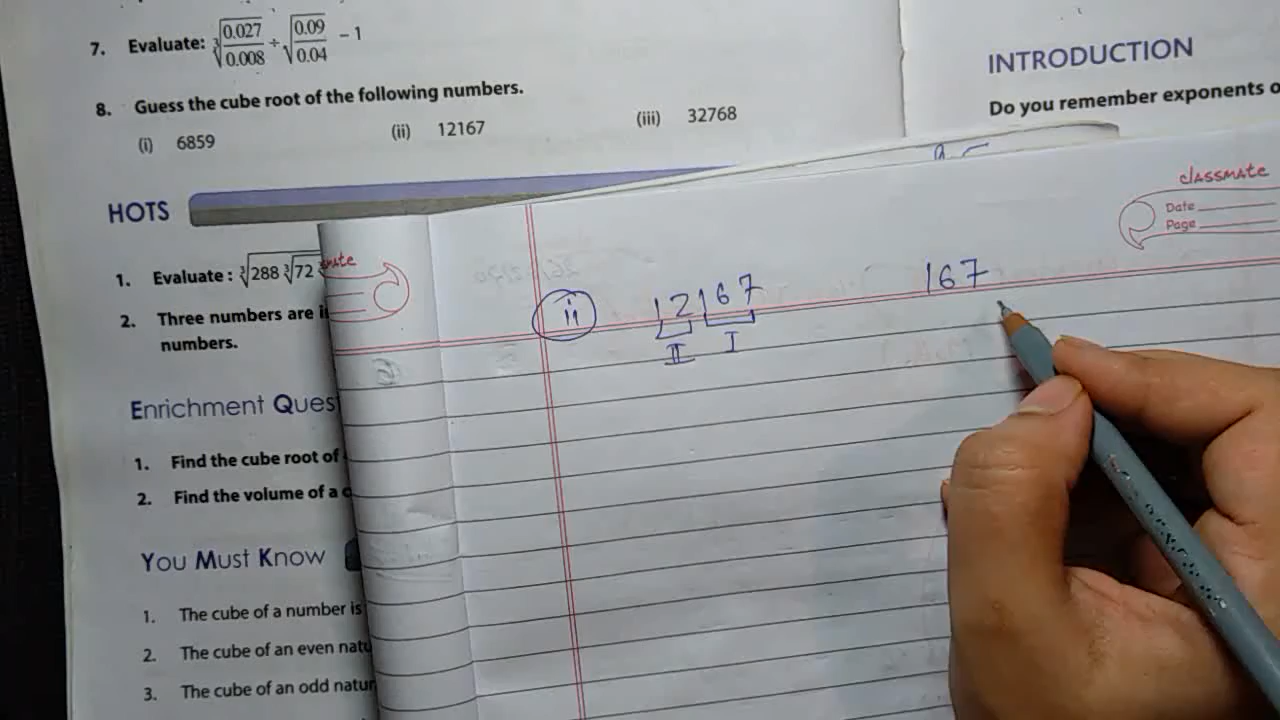 7. Evaluate: ∛(0.027/0.008) ÷ √(0.09/0.04) − 1
8. Guess the cube root of the following numbers.
(i) 6859 (ii) 12167 (iii) 32768
HOTS
1. Evaluate : ∛288 ∛72
2. Three numbers are i
numbers.
Enrichment Ques
1. Find the cube root of
2. Find the volume of a c
You Must Know
1. The cube of a number is
2. The cube of an even natu
3. The cube of an odd natur
INTRODUCTION
Do you remember exponents o
classmate
Date
Page
mate
ii 12167 167
II I